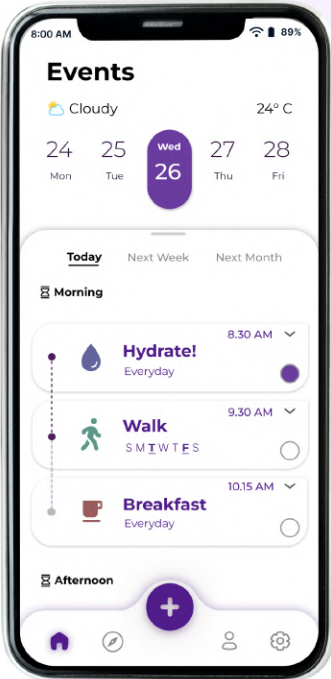 8:00 AM 89%
Events
Cloudy 24° C
24 25 Wed 27 28
Mon Tue 26 Thu Fri
Today Next Week Next Month
Morning
8.30 AM
Hydrate!
Everyday
9.30 AM
Walk
S M T W T F S
10.15 AM
Breakfast
Everyday
Afternoon
+